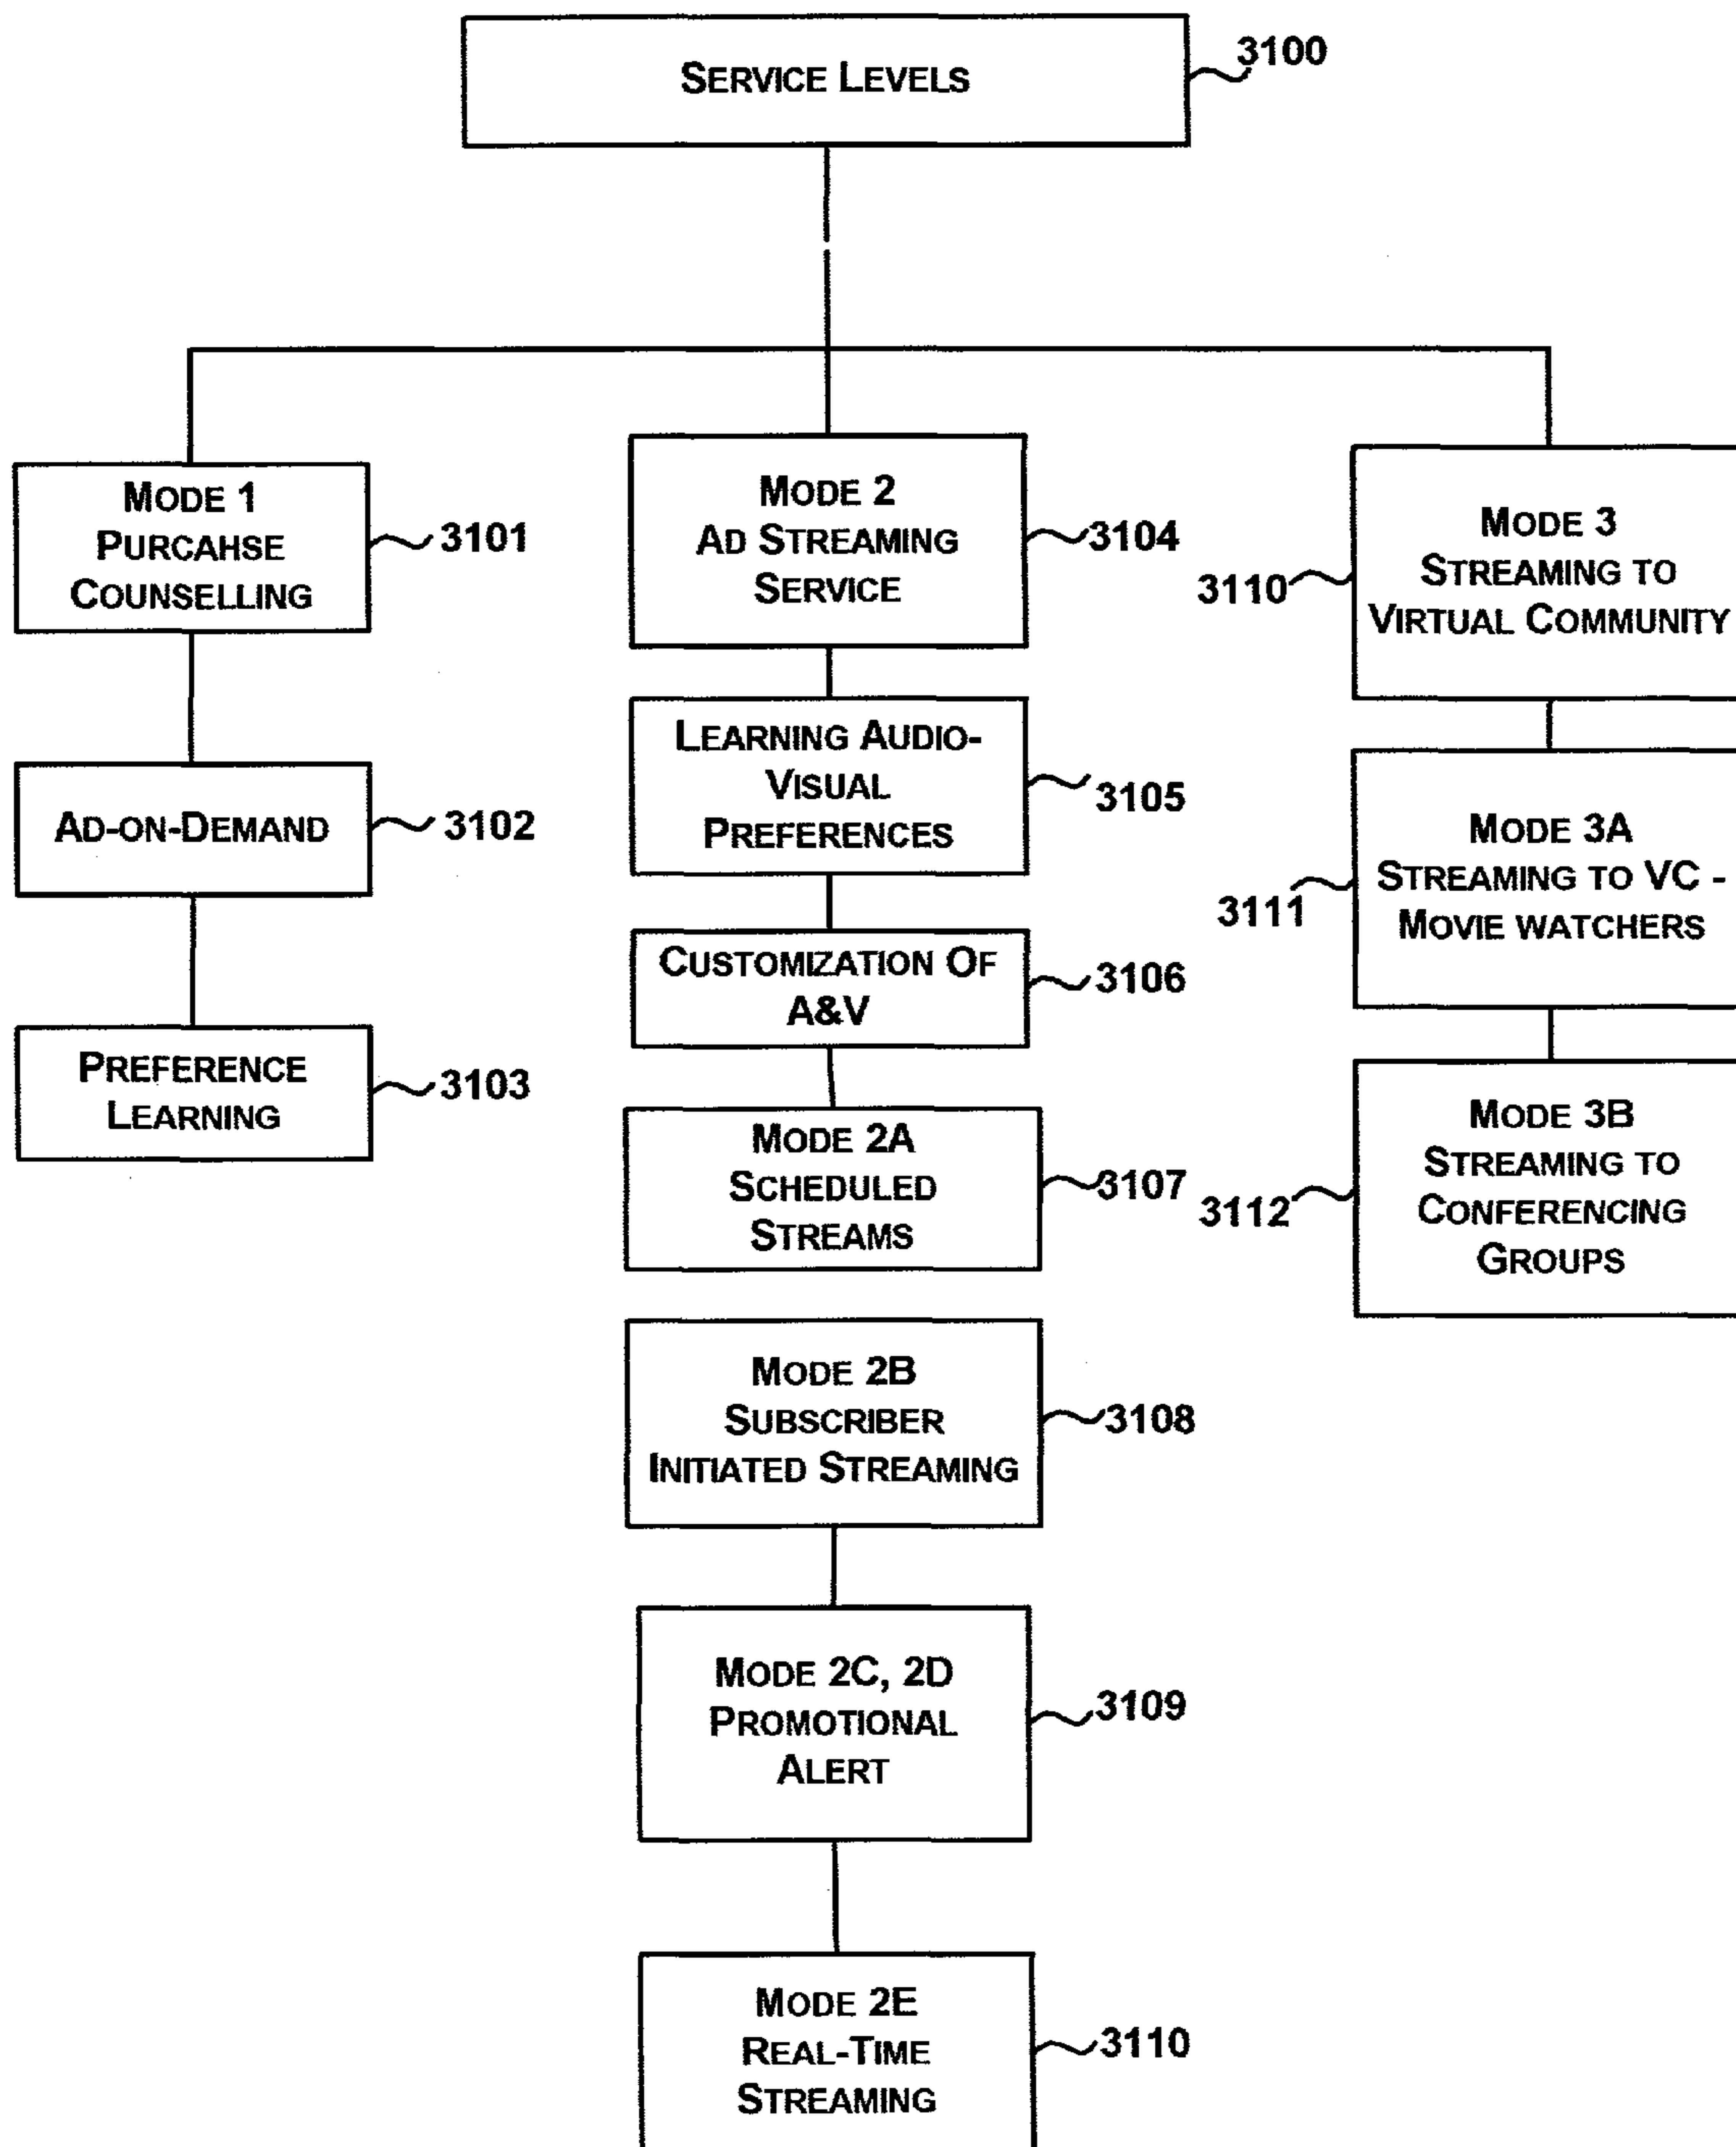 SERVICE LEVELS
3100
MODE 1
PURCAHSE
COUNSELLING
3101
AD-ON-DEMAND
3102
PREFERENCE
LEARNING
3103
MODE 2
AD STREAMING
SERVICE
3104
LEARNING AUDIO-
VISUAL
PREFERENCES
3105
CUSTOMIZATION OF
A&V
3106
MODE 2A
SCHEDULED
STREAMS
3107
MODE 2B
SUBSCRIBER
INITIATED STREAMING
3108
MODE 2C, 2D
PROMOTIONAL
ALERT
3109
MODE 2E
REAL-TIME
STREAMING
3110
MODE 3
STREAMING TO
VIRTUAL COMMUNITY
3110
MODE 3A
STREAMING TO VC -
MOVIE WATCHERS
3111
MODE 3B
STREAMING TO
CONFERENCING
GROUPS
3112